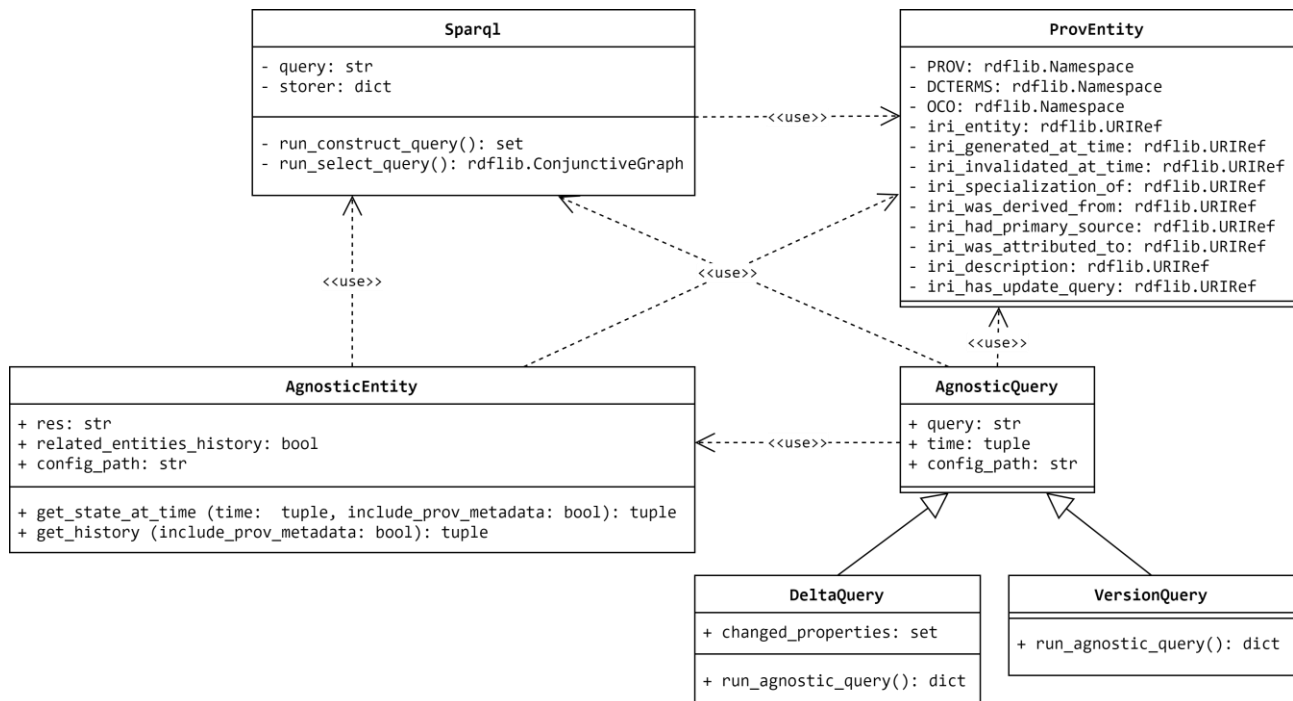 Sparql
- query: str
- storer: dict
- run_construct_query(): set
- run_select_query(): rdflib.ConjunctiveGraph
<<use>>
ProvEntity
- PROV: rdflib.Namespace
- DCTERMS: rdflib.Namespace
- OCO: rdflib.Namespace
- iri_entity: rdflib.URIRef
- iri_generated_at_time: rdflib.URIRef
- iri_invalidated_at_time: rdflib.URIRef
- iri_specialization_of: rdflib.URIRef
- iri_was_derived_from: rdflib.URIRef
- iri_had_primary_source: rdflib.URIRef
- iri_was_attributed_to: rdflib.URIRef
- iri_description: rdflib.URIRef
- iri_has_update_query: rdflib.URIRef
<<use>>
<<use>>
<<use>>
AgnosticEntity
+ res: str
+ related_entities_history: bool
+ config_path: str
+ get_state_at_time (time:  tuple, include_prov_metadata: bool): tuple
+ get_history (include_prov_metadata: bool): tuple
<<use>>
AgnosticQuery
+ query: str
+ time: tuple
+ config_path: str
DeltaQuery
+ changed_properties: set
+ run_agnostic_query(): dict
VersionQuery
+ run_agnostic_query(): dict